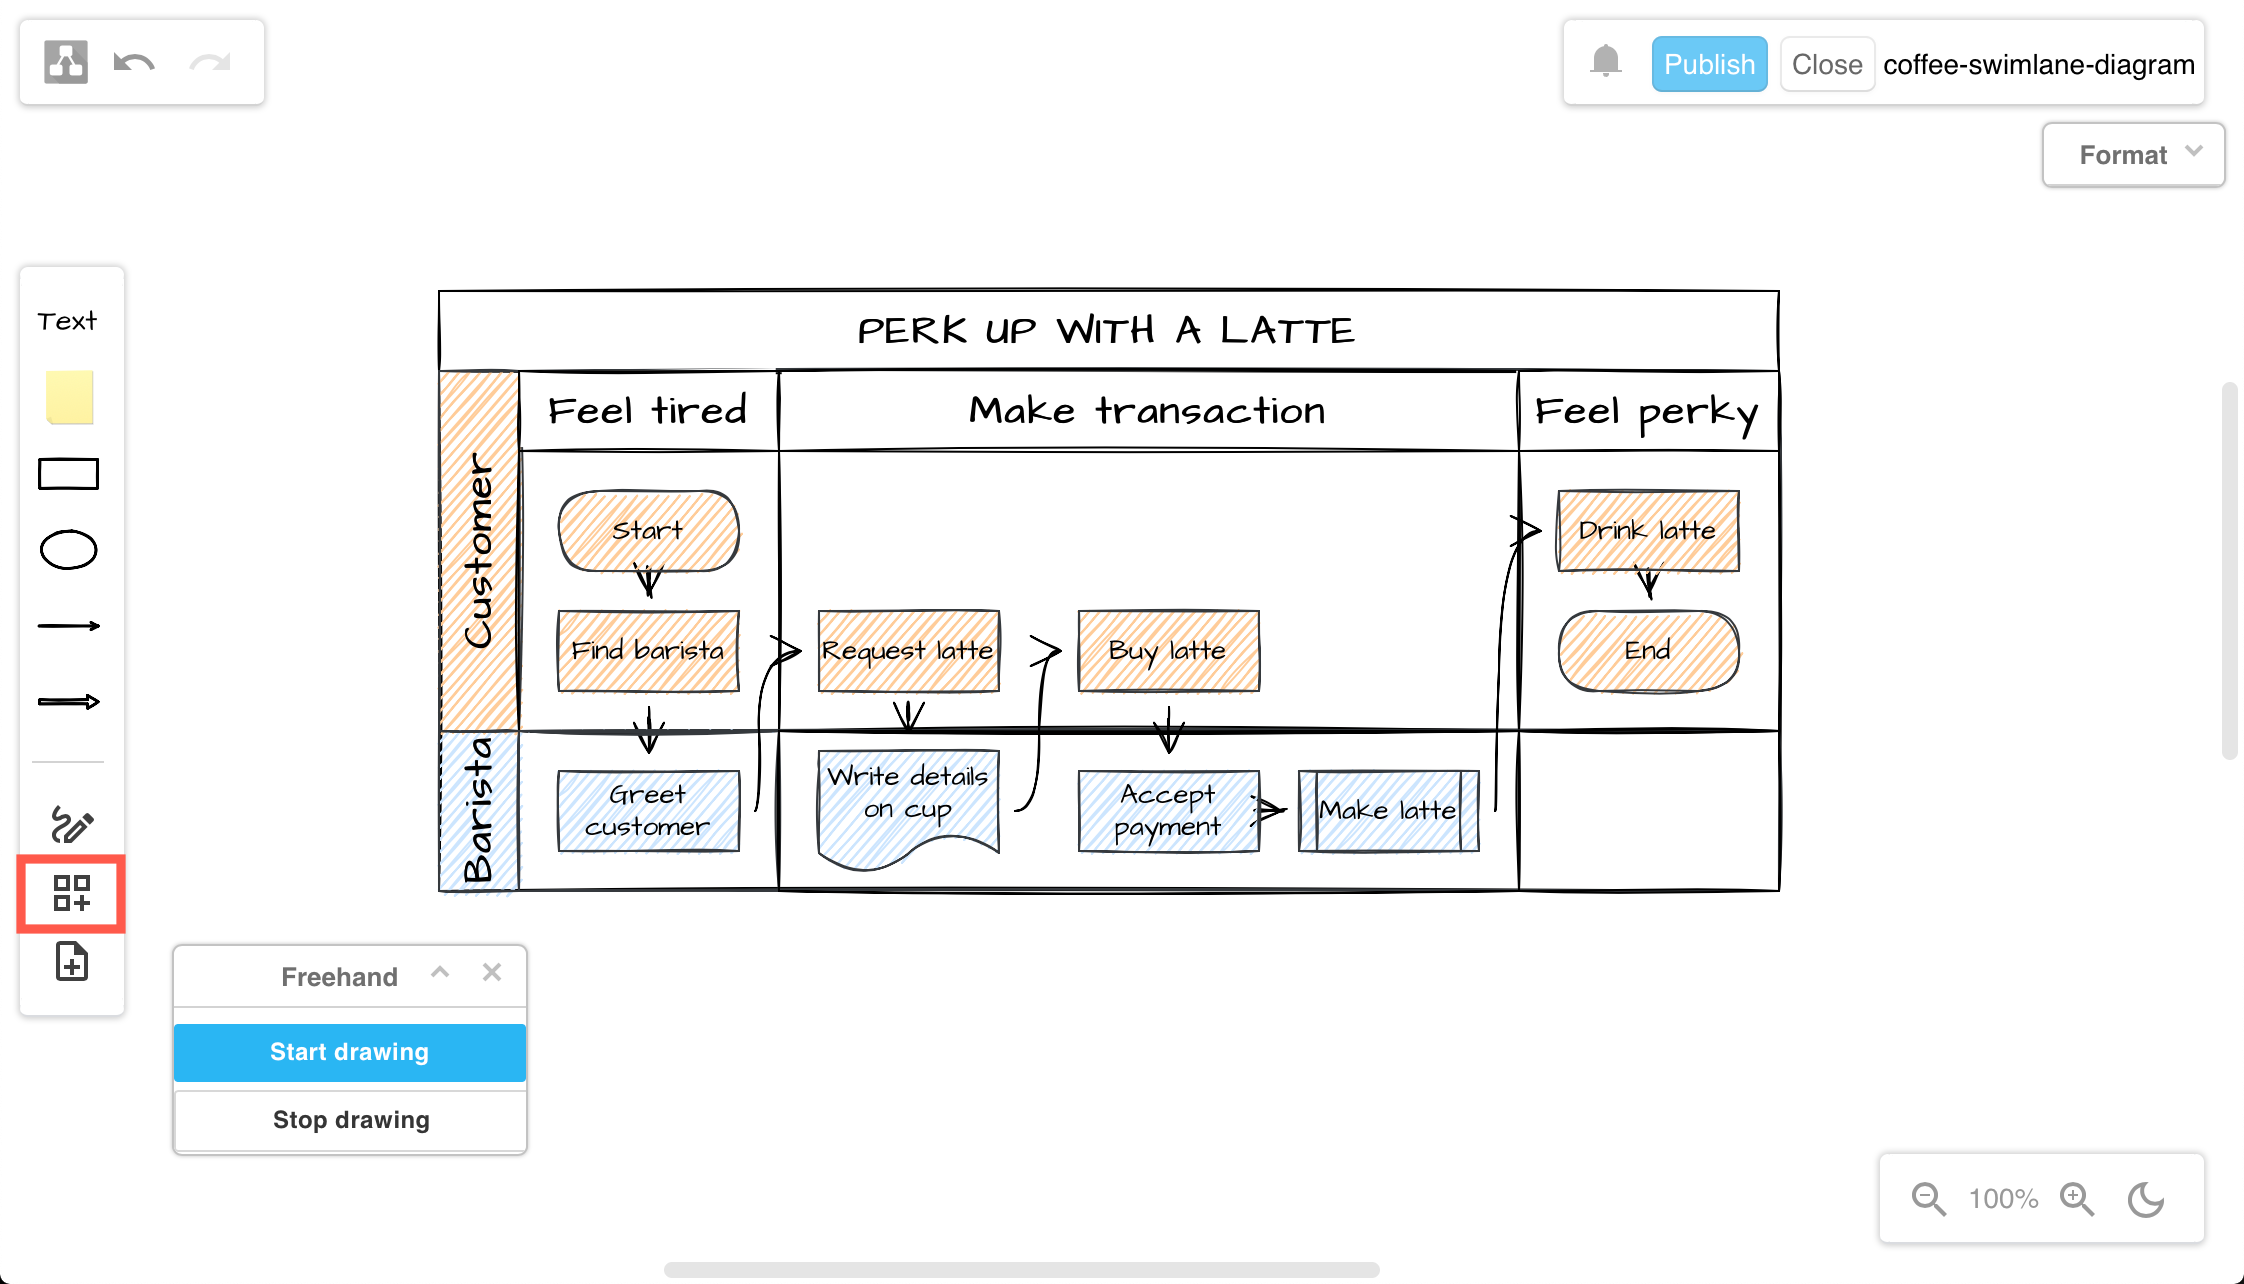 Publish
Close
coffee-swimlane-diagram
Format
Text
PERK UP WITH A LATTE
Feel tired
Make transaction
Feel perky
Customer
Start
Drink latte
Find barista
Request latte
Buy latte
End
Barista
Greet
customer
Write details
on cup
Accept
payment
Make latte
Freehand
Start drawing
Stop drawing
100%